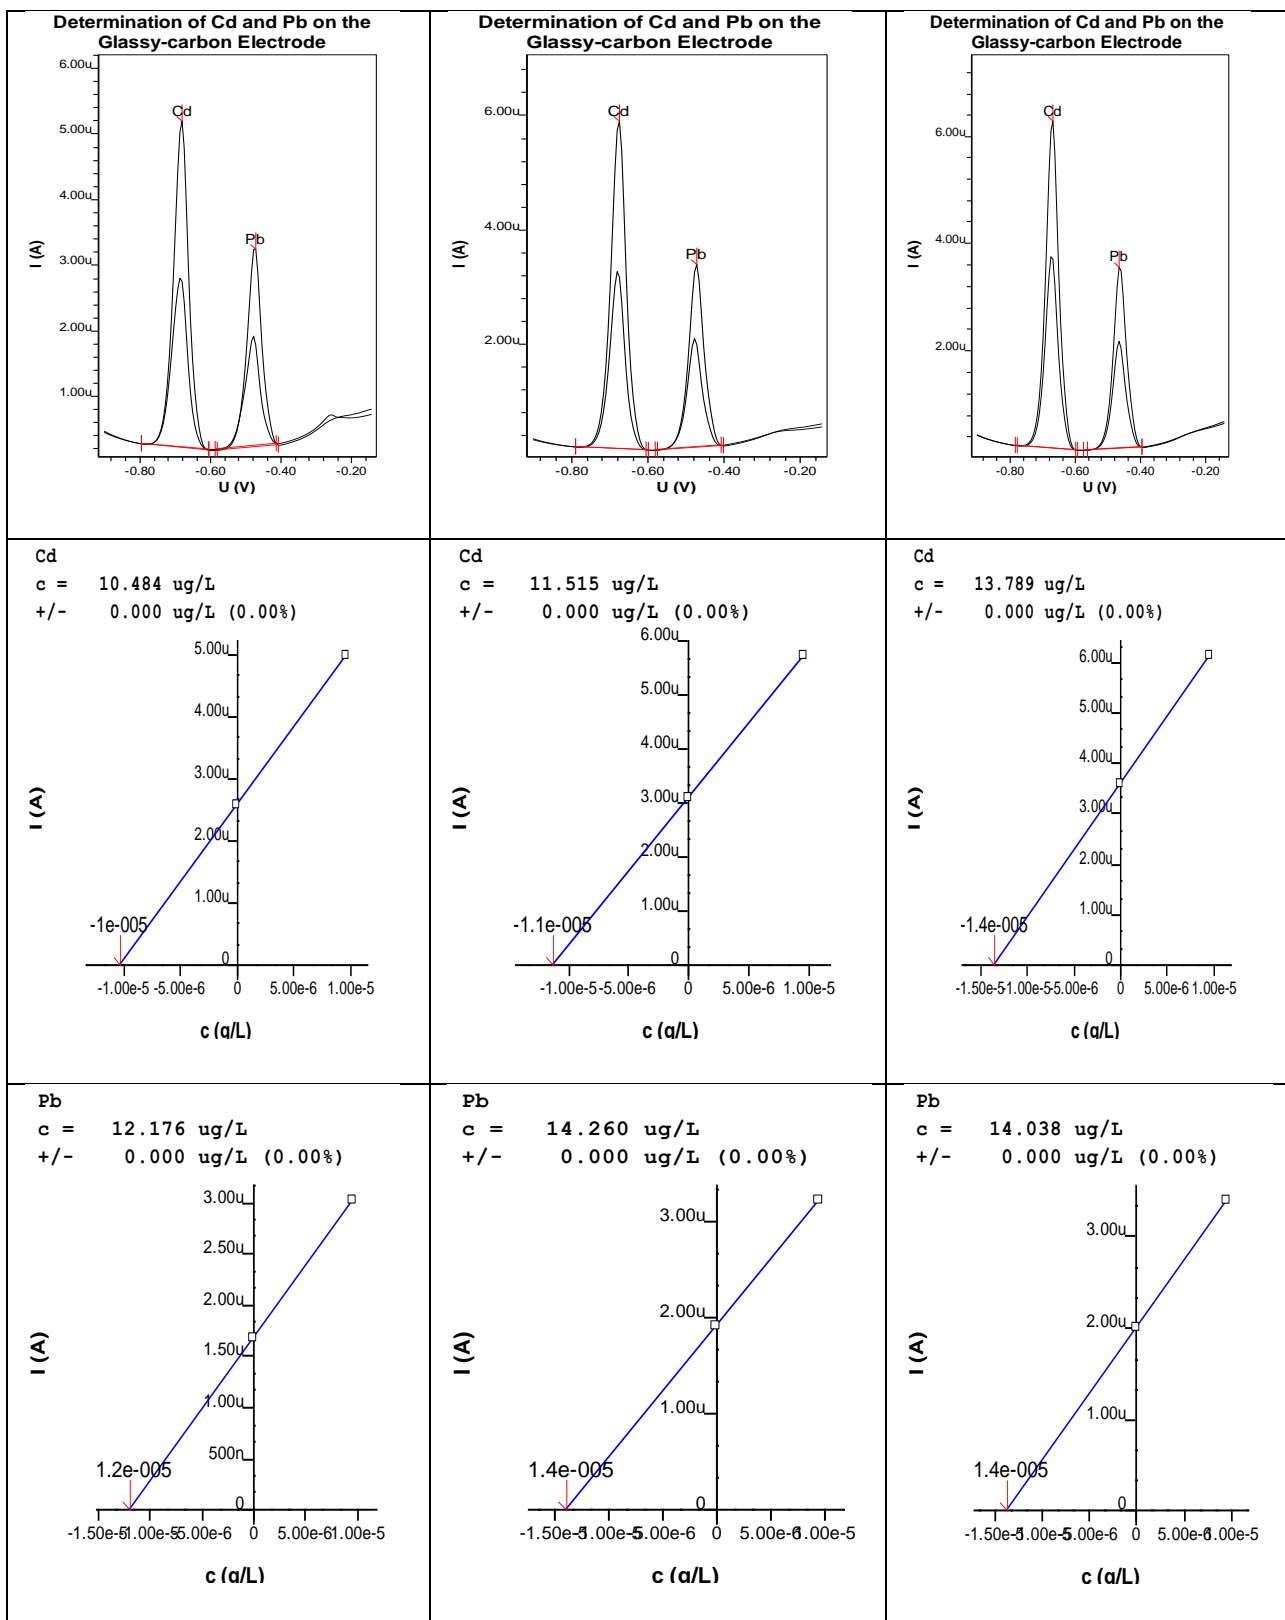 Determination of Cd and Pb on the
Glassy-carbon Electrode
6.00u
5.00u
4.00u
3.00u
2.00u
1.00u
I (A)
Cd
Pb
-0.80 -0.60 -0.40 -0.20
U (V)
Determination of Cd and Pb on the
Glassy-carbon Electrode
6.00u
4.00u
2.00u
I (A)
Cd
Pb
-0.80 -0.60 -0.40 -0.20
U (V)
Determination of Cd and Pb on the
Glassy-carbon Electrode
6.00u
4.00u
2.00u
I (A)
Cd
Pb
-0.80 -0.60 -0.40 -0.20
U (V)
Cd
c = 10.484 ug/L
+/- 0.000 ug/L (0.00%)
5.00u
4.00u
3.00u
2.00u
1.00u
0
I (A)
-1e-005
-1.00e-5 -5.00e-6 0 5.00e-6 1.00e-5
c (g/L)
Cd
c = 11.515 ug/L
+/- 0.000 ug/L (0.00%)
6.00u
5.00u
4.00u
3.00u
2.00u
1.00u
0
I (A)
-1.1e-005
-1.00e-5 -5.00e-6 0 5.00e-6 1.00e-5
c (g/L)
Cd
c = 13.789 ug/L
+/- 0.000 ug/L (0.00%)
6.00u
5.00u
4.00u
3.00u
2.00u
1.00u
0
I (A)
-1.4e-005
-1.50e-5 -1.00e-5 -5.00e-6 0 5.00e-6 1.00e-5
c (g/L)
Pb
c = 12.176 ug/L
+/- 0.000 ug/L (0.00%)
3.00u
2.50u
2.00u
1.50u
1.00u
500n
0
I (A)
1.2e-005
-1.50e-5 -1.00e-5 -5.00e-6 0 5.00e-6 1.00e-5
c (g/L)
Pb
c = 14.260 ug/L
+/- 0.000 ug/L (0.00%)
3.00u
2.00u
1.00u
0
I (A)
1.4e-005
-1.50e-5 -1.00e-5 -5.00e-6 0 5.00e-6 1.00e-5
c (g/L)
Pb
c = 14.038 ug/L
+/- 0.000 ug/L (0.00%)
3.00u
2.00u
1.00u
0
I (A)
1.4e-005
-1.50e-5 -1.00e-5 -5.00e-6 0 5.00e-6 1.00e-5
c (g/L)